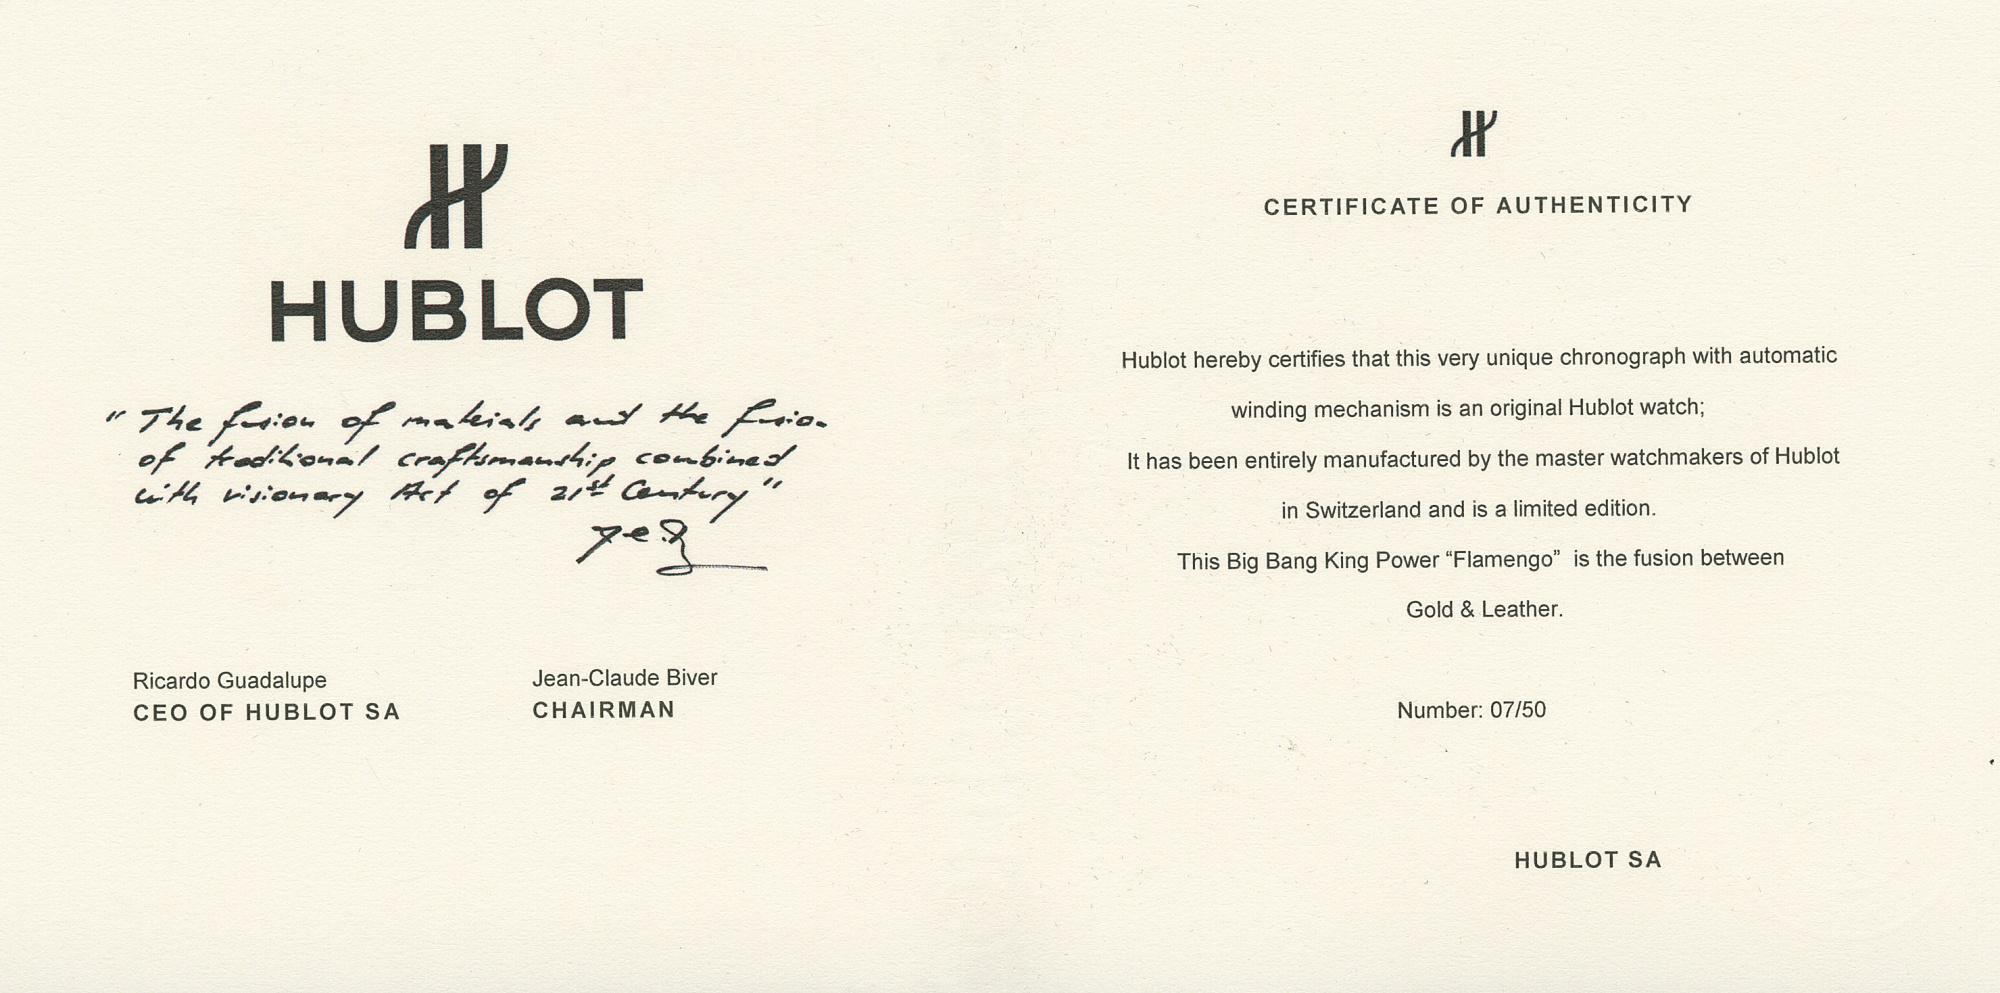 HUBLOT
" The fusion of materials and the fusion
of traditional craftsmanship combined
with visionary Art of 21st Century "
Ricardo Guadalupe
CEO OF HUBLOT SA
Jean-Claude Biver
CHAIRMAN
CERTIFICATE OF AUTHENTICITY
Hublot hereby certifies that this very unique chronograph with automatic
winding mechanism is an original Hublot watch;
It has been entirely manufactured by the master watchmakers of Hublot
in Switzerland and is a limited edition.
This Big Bang King Power “Flamengo” is the fusion between
Gold & Leather.
Number: 07/50
HUBLOT SA